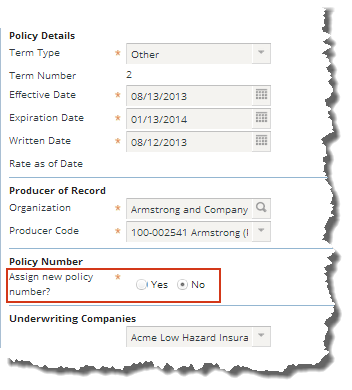 Policy Details
Term Type * Other
Term Number 2
Effective Date * 08/13/2013
Expiration Date * 01/13/2014
Written Date * 08/12/2013
Rate as of Date
Producer of Record
Organization * Armstrong and Company
Producer Code * 100-002541 Armstrong (
Policy Number
Assign new policy * Yes No
number?
Underwriting Companies
Acme Low Hazard Insura